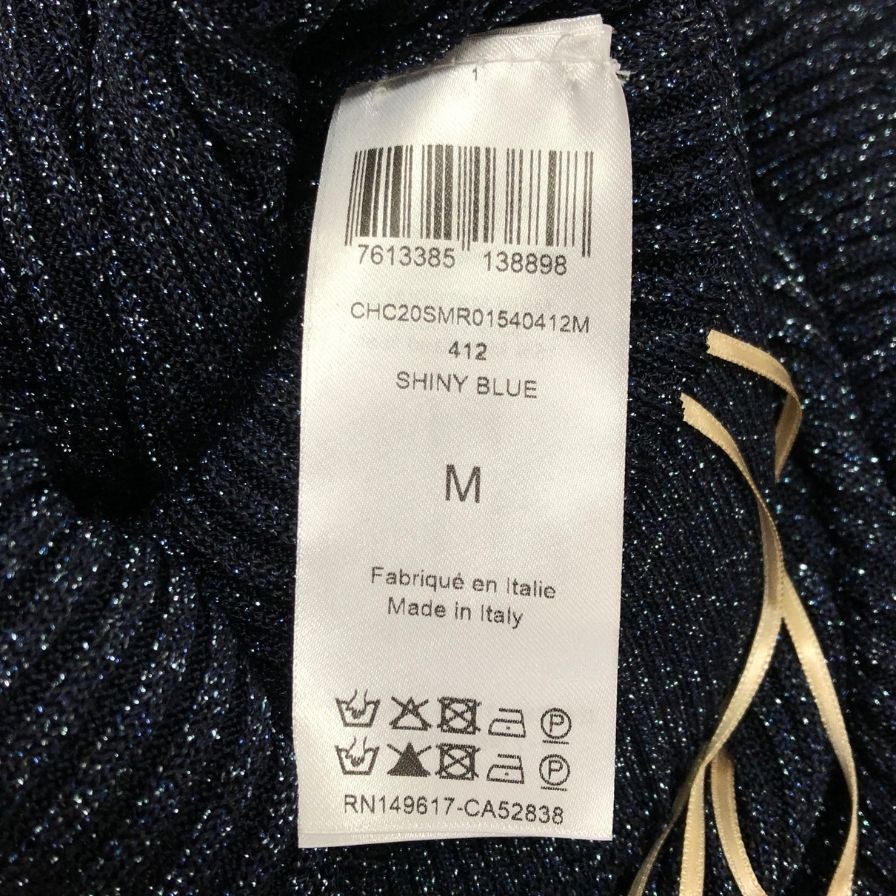 1
7613385 138898
CHC20SMR01540412M
412
SHINY BLUE
M
Fabriqué en Italie
Made in Italy
P
P
RN149617-CA52838